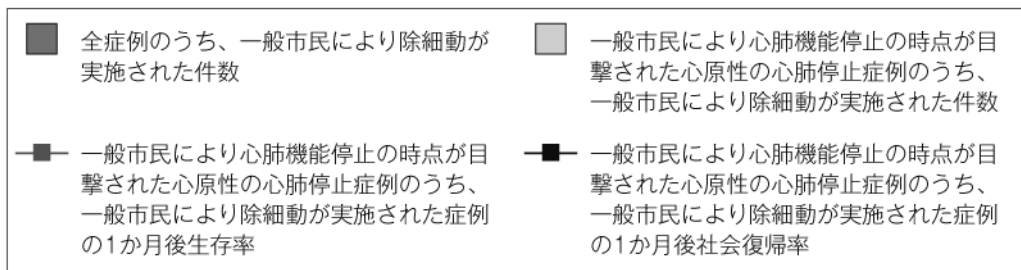 全症例のうち、一般市民により除細動が
実施された件数
一般市民により心肺機能停止の時点が目
撃された心原性の心肺停止症例のうち、
一般市民により除細動が実施された件数
一般市民により心肺機能停止の時点が目
撃された心原性の心肺停止症例のうち、
一般市民により除細動が実施された症例
の1か月後生存率
一般市民により心肺機能停止の時点が目
撃された心原性の心肺停止症例のうち、
一般市民により除細動が実施された症例
の1か月後社会復帰率